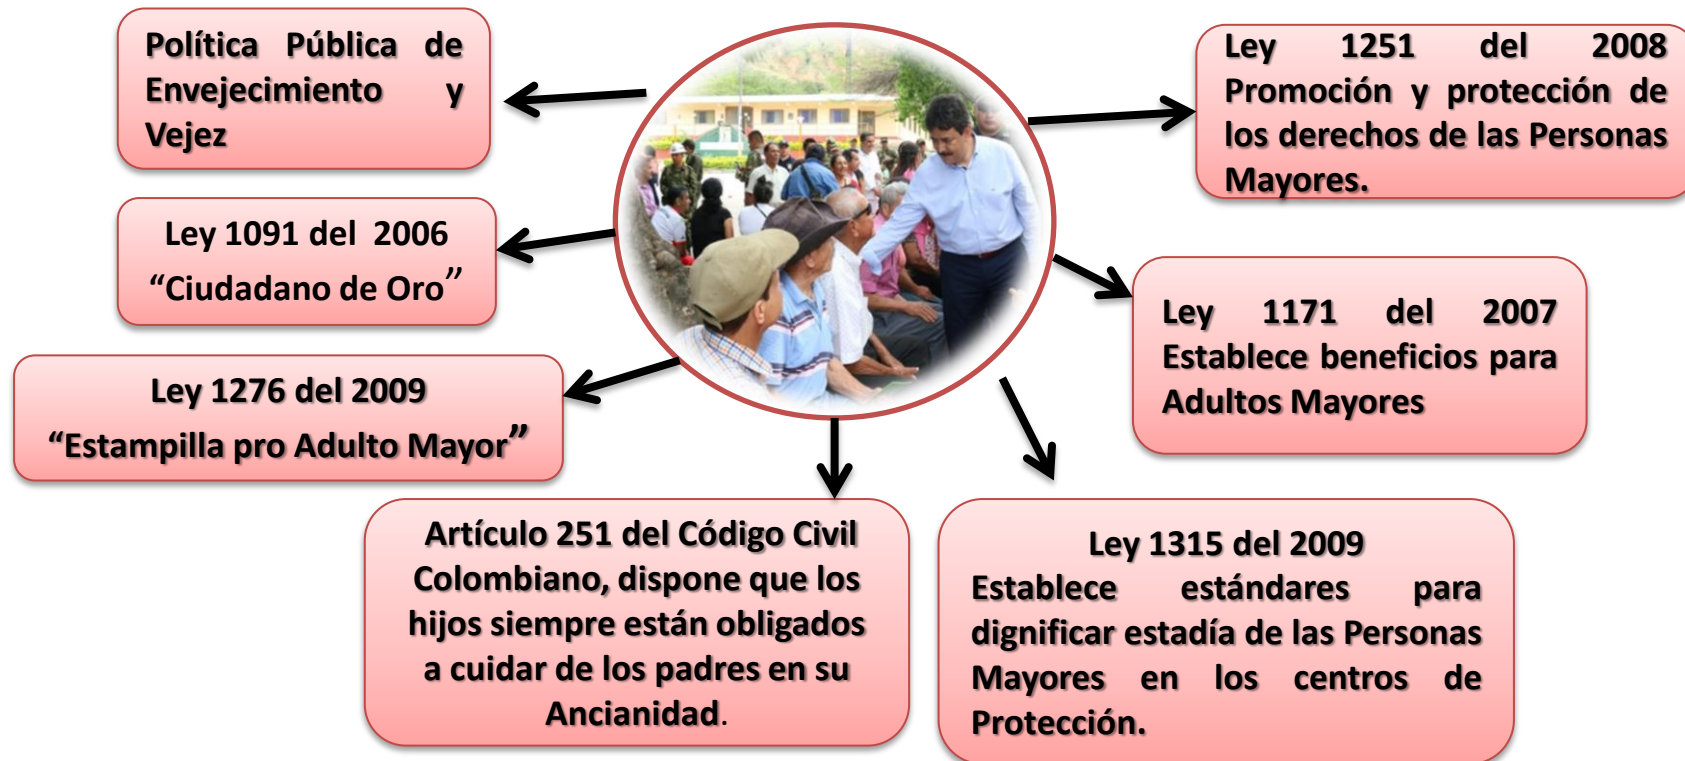 Política Pública de
Envejecimiento y
Vejez
Ley 1251 del 2008
Promoción y protección de
los derechos de las Personas
Mayores.
Ley 1091 del 2006
“Ciudadano de Oro”
Ley 1171 del 2007
Establece beneficios para
Adultos Mayores
Ley 1276 del 2009
“Estampilla pro Adulto Mayor”
Artículo 251 del Código Civil
Colombiano, dispone que los
hijos siempre están obligados
a cuidar de los padres en su
Ancianidad.
Ley 1315 del 2009
Establece estándares para
dignificar estadía de las Personas
Mayores en los centros de
Protección.